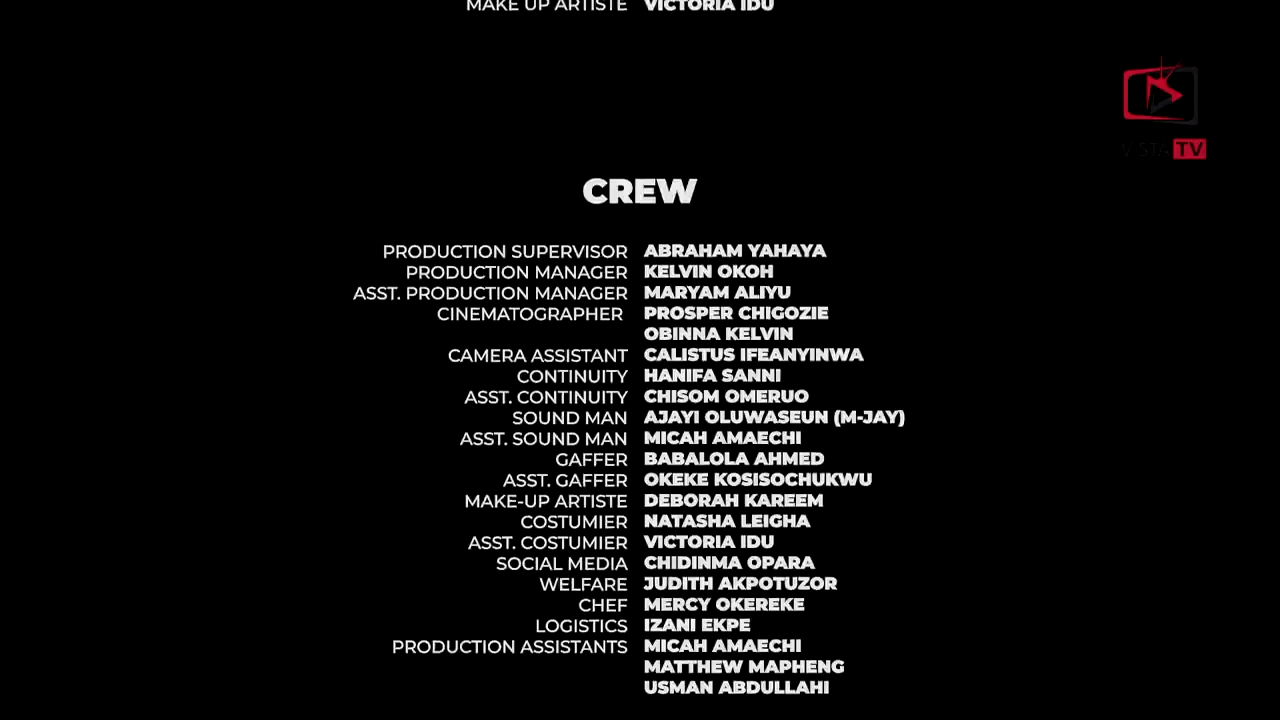 MAKE UP ARTISTE VICTORIA IDU
VISTA TV
CREW
PRODUCTION SUPERVISOR ABRAHAM YAHAYA
PRODUCTION MANAGER KELVIN OKOH
ASST. PRODUCTION MANAGER MARYAM ALIYU
CINEMATOGRAPHER PROSPER CHIGOZIE
OBINNA KELVIN
CAMERA ASSISTANT CALISTUS IFEANYINWA
CONTINUITY HANIFA SANNI
ASST. CONTINUITY CHISOM OMERUO
SOUND MAN AJAYI OLUWASEUN (M-JAY)
ASST. SOUND MAN MICAH AMAECHI
GAFFER BABALOLA AHMED
ASST. GAFFER OKEKE KOSISOCHUKWU
MAKE-UP ARTISTE DEBORAH KAREEM
COSTUMIER NATASHA LEIGHA
ASST. COSTUMIER VICTORIA IDU
SOCIAL MEDIA CHIDINMA OPARA
WELFARE JUDITH AKPOTUZOR
CHEF MERCY OKEREKE
LOGISTICS IZANI EKPE
PRODUCTION ASSISTANTS MICAH AMAECHI
MATTHEW MAPHENG
USMAN ABDULLAHI